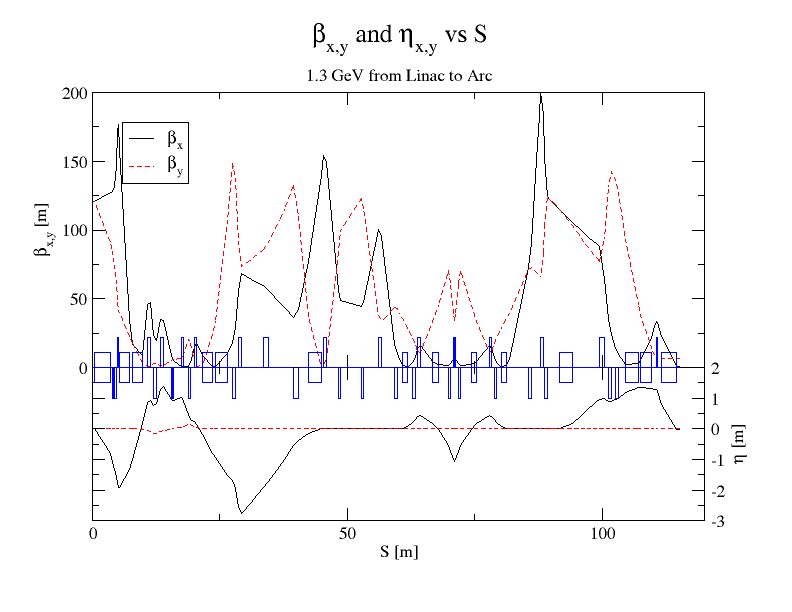 βx,y and ηx,y vs S
1.3 GeV from Linac to Arc
200
150
100
50
0
βx,y [m]
βx
βy
2
1
0
-1
-2
-3
η [m]
0
50
100
S [m]